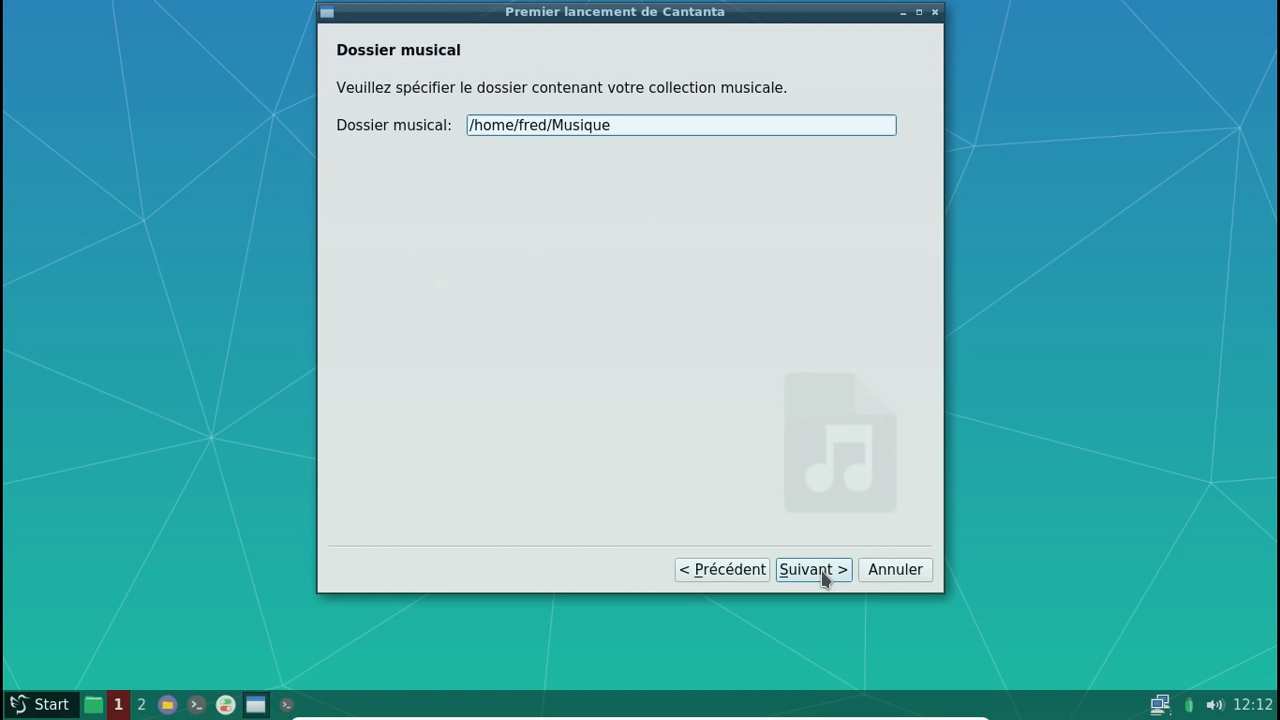 Premier lancement de Cantanta
Dossier musical
Veuillez spécifier le dossier contenant votre collection musicale.
Dossier musical: /home/fred/Musique
< Précédent Suivant > Annuler
Start 1 2 12:12